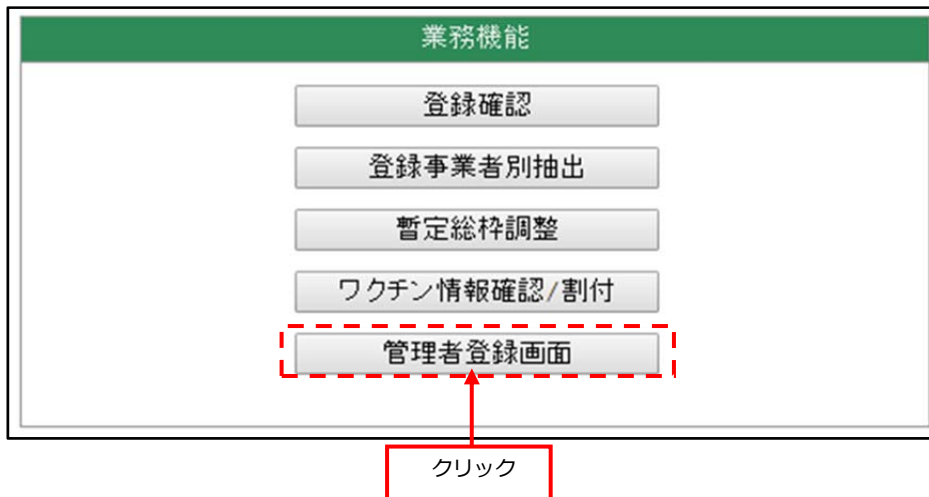 業務機能
登録確認
登録事業者別抽出
暫定総枠調整
ワクチン情報確認/割付
管理者登録画面
クリック